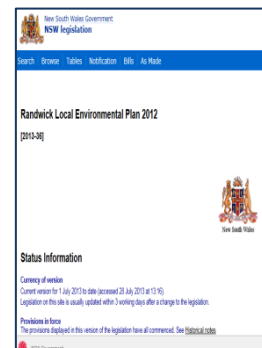 New South Wales Government
NSW legislation
Search Browse Tables Notification Bills As Made
Randwick Local Environmental Plan 2012
[2013-36]
New South Wales
Status Information
Currency of version
Current version for 1 July 2013 to date (accessed 28 July 2013 at 13:16)
Legislation on this site is usually updated within 3 working days after a change to the legislation.
Provisions in force
The provisions displayed in this version of the legislation have all commenced. See Historical notes